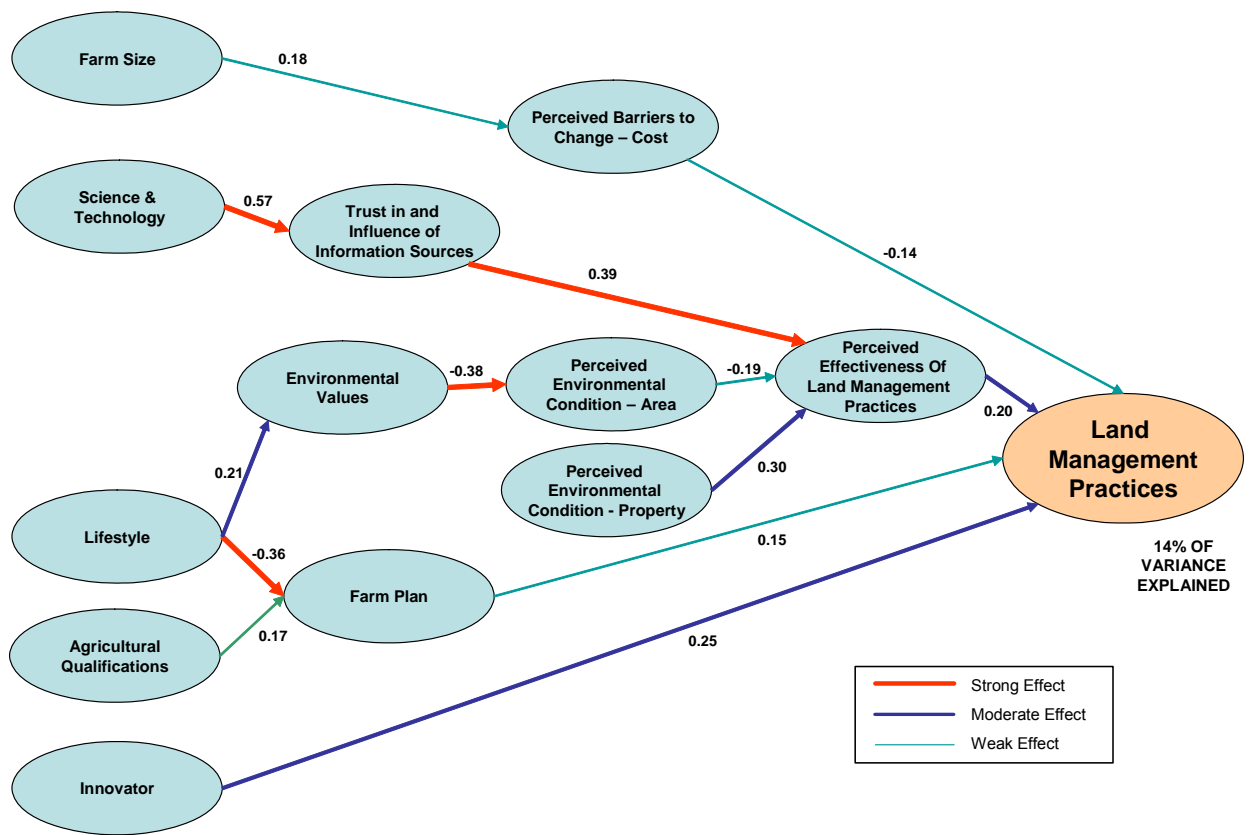 Farm Size
0.18
Perceived Barriers to
Change – Cost
Science &
Technology
0.57
Trust in and
Influence of
Information Sources
0.39
-0.14
Environmental
Values
-0.38
Perceived
Environmental
Condition – Area
-0.19
Perceived
Effectiveness Of
Land Management
Practices
0.20
Land
Management
Practices
0.21
Perceived
Environmental
Condition - Property
0.30
Lifestyle
-0.36
Farm Plan
0.15
14% OF
VARIANCE
EXPLAINED
Agricultural
Qualifications
0.17
0.25
Innovator
Strong Effect
Moderate Effect
Weak Effect